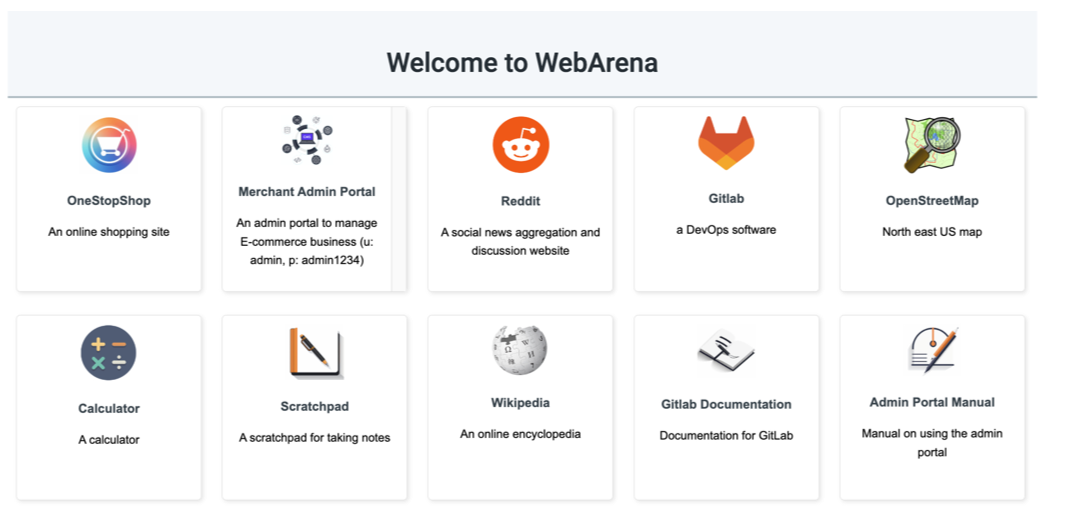 Welcome to WebArena
OneStopShop
An online shopping site
Merchant Admin Portal
An admin portal to manage
E-commerce business (u:
admin, p: admin1234)
Reddit
A social news aggregation and
discussion website
Gitlab
a DevOps software
OpenStreetMap
North east US map
Calculator
A calculator
Scratchpad
A scratchpad for taking notes
Wikipedia
An online encyclopedia
Gitlab Documentation
Documentation for GitLab
Admin Portal Manual
Manual on using the admin
portal